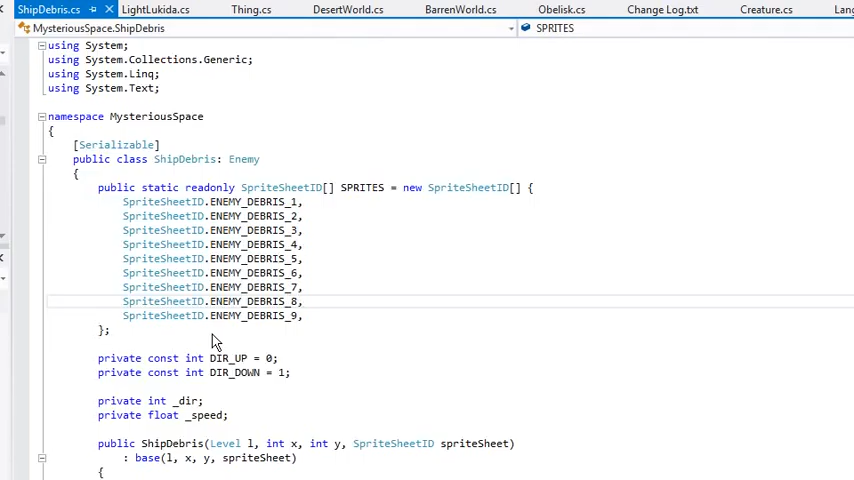 ShipDebris.cs LightLukida.cs Thing.cs DesertWorld.cs BarrenWorld.cs Obelisk.cs Change Log.txt Creature.cs
MysteriousSpace.ShipDebris SPRITES
using System;
using System.Collections.Generic;
using System.Linq;
using System.Text;
namespace MysteriousSpace
{
[Serializable]
public class ShipDebris: Enemy
{
public static readonly SpriteSheetID[] SPRITES = new SpriteSheetID[] {
SpriteSheetID.ENEMY_DEBRIS_1,
SpriteSheetID.ENEMY_DEBRIS_2,
SpriteSheetID.ENEMY_DEBRIS_3,
SpriteSheetID.ENEMY_DEBRIS_4,
SpriteSheetID.ENEMY_DEBRIS_5,
SpriteSheetID.ENEMY_DEBRIS_6,
SpriteSheetID.ENEMY_DEBRIS_7,
SpriteSheetID.ENEMY_DEBRIS_8,
SpriteSheetID.ENEMY_DEBRIS_9,
};
private const int DIR_UP = 0;
private const int DIR_DOWN = 1;
private int _dir;
private float _speed;
public ShipDebris(Level l, int x, int y, SpriteSheetID spriteSheet)
: base(l, x, y, spriteSheet)
{